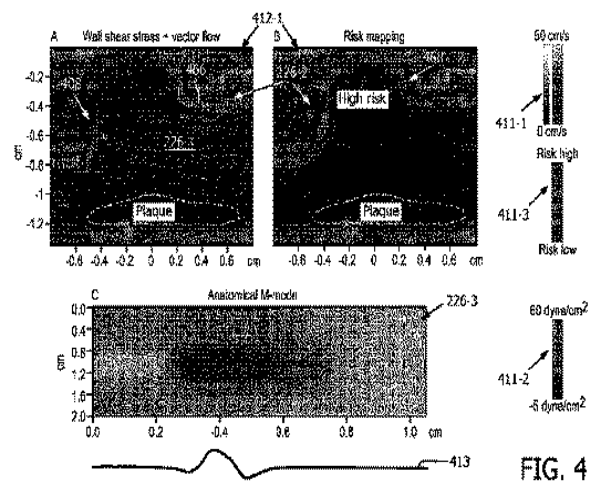 412-1
A Wall shear stress + vector flow
B Risk mapping
50 cm/s
-0.2
-0.4
-0.6
-0.8
-1
-1.2
cm
High risk
226
Plaque
Plaque
411-1
0 cm/s
Risk high
411-3
Risk low
-0.6 -0.4 -0.2 0 0.2 0.4 0.6 cm
-0.6 -0.4 -0.2 0 0.2 0.4 0.6 cm
C Anatomical M-mode
226-3
0.0
0.4
0.8
1.2
1.6
2.0
cm
0.0 0.2 0.4 0.6 0.8 1.0 cm
60 dyne/cm2
411-2
-5 dyne/cm2
413
FIG. 4